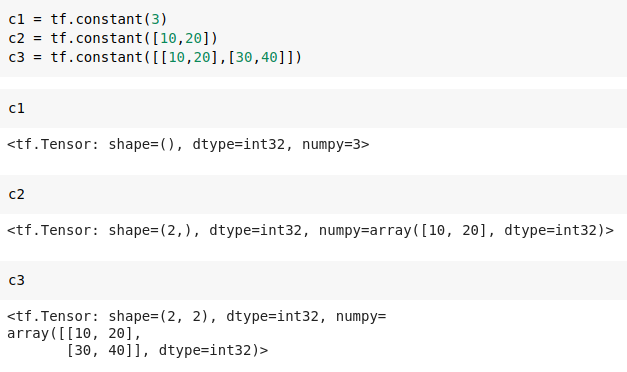 c1 = tf.constant(3)
c2 = tf.constant([10,20])
c3 = tf.constant([[10,20],[30,40]])
c1
<tf.Tensor: shape=(), dtype=int32, numpy=3>
c2
<tf.Tensor: shape=(2,), dtype=int32, numpy=array([10, 20], dtype=int32)>
c3
<tf.Tensor: shape=(2, 2), dtype=int32, numpy=
array([[10, 20],
       [30, 40]], dtype=int32)>